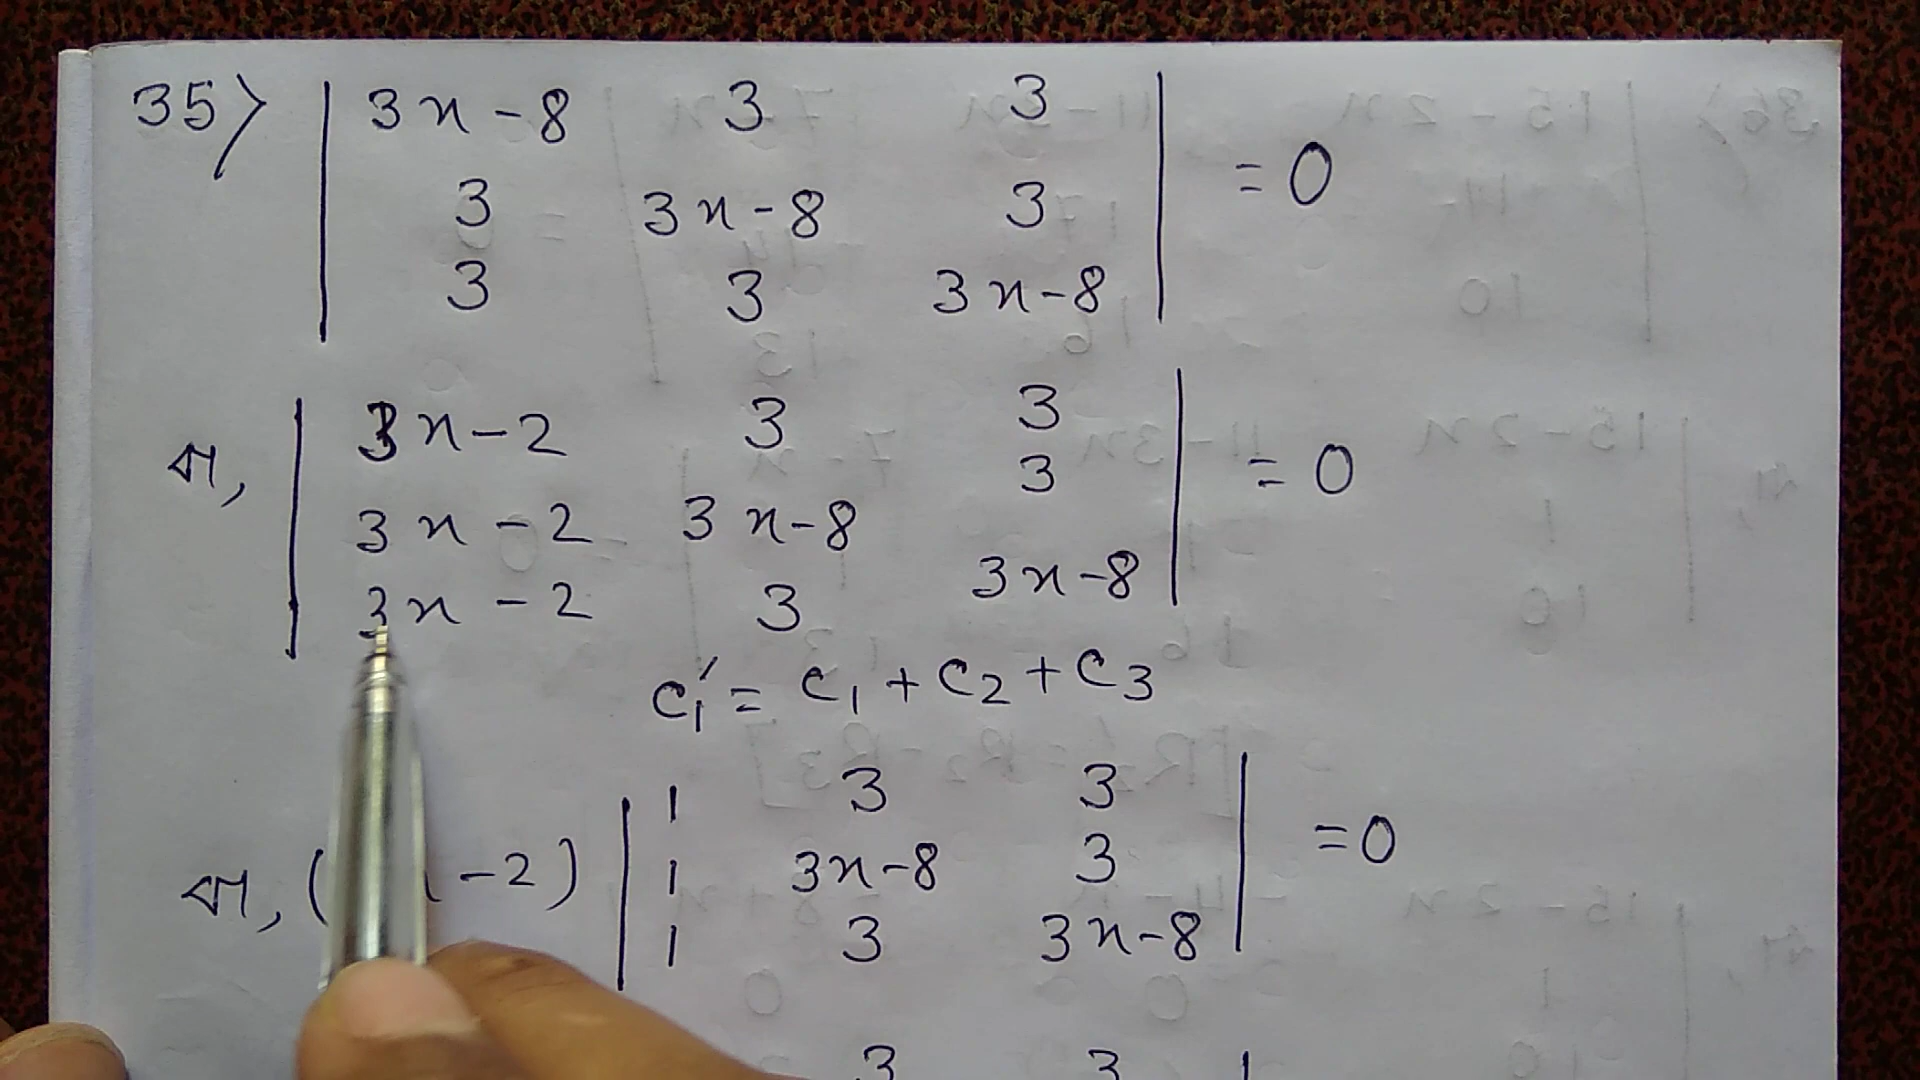 35> | 3x-8 3 3 |
| 3 3x-8 3 | = 0
| 3 3 3x-8 |
বা, | 3x-2 3 3 |
| 3x-2 3x-8 3 | = 0
| 3x-2 3 3x-8 |
C₁′ = C₁ + C₂ + C₃
| 1 3 3 |
বা, ( -2) | 1 3x-8 3 | = 0
| 1 3 3x-8 |
3 3